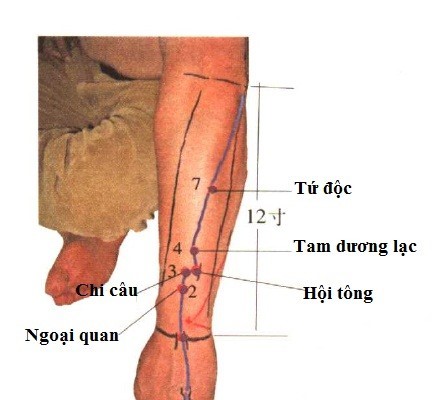 7
Tứ độc
12寸
4
Tam dương lạc
3
Chi câu
2
Hội tông
Ngoại quan